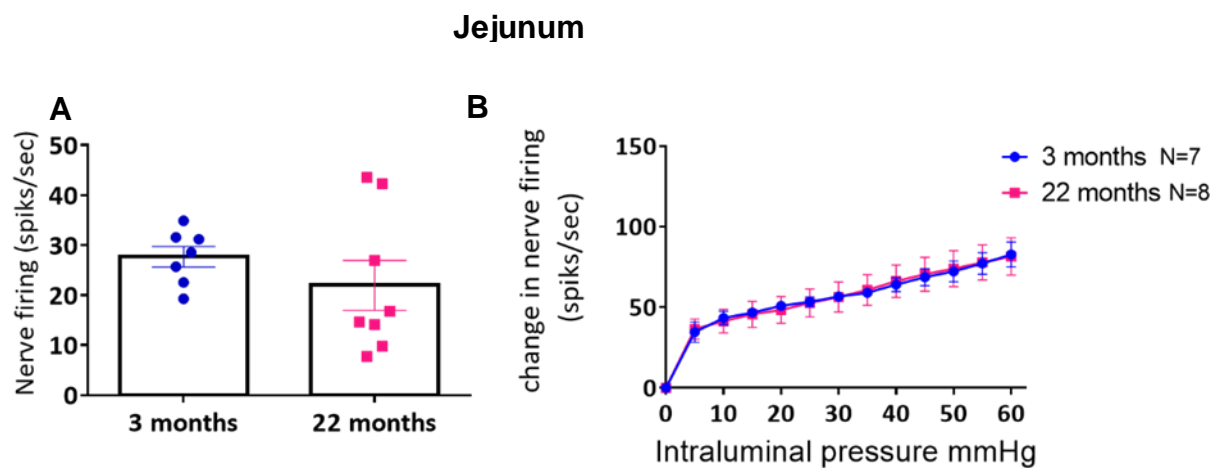 Jejunum
A
Nerve firing (spiks/sec)
50
40
30
20
10
0
3 months
22 months
B
change in nerve firing
(spiks/sec)
150
100
50
0
0 10 20 30 40 50 60
Intraluminal pressure mmHg
3 months N=7
22 months N=8